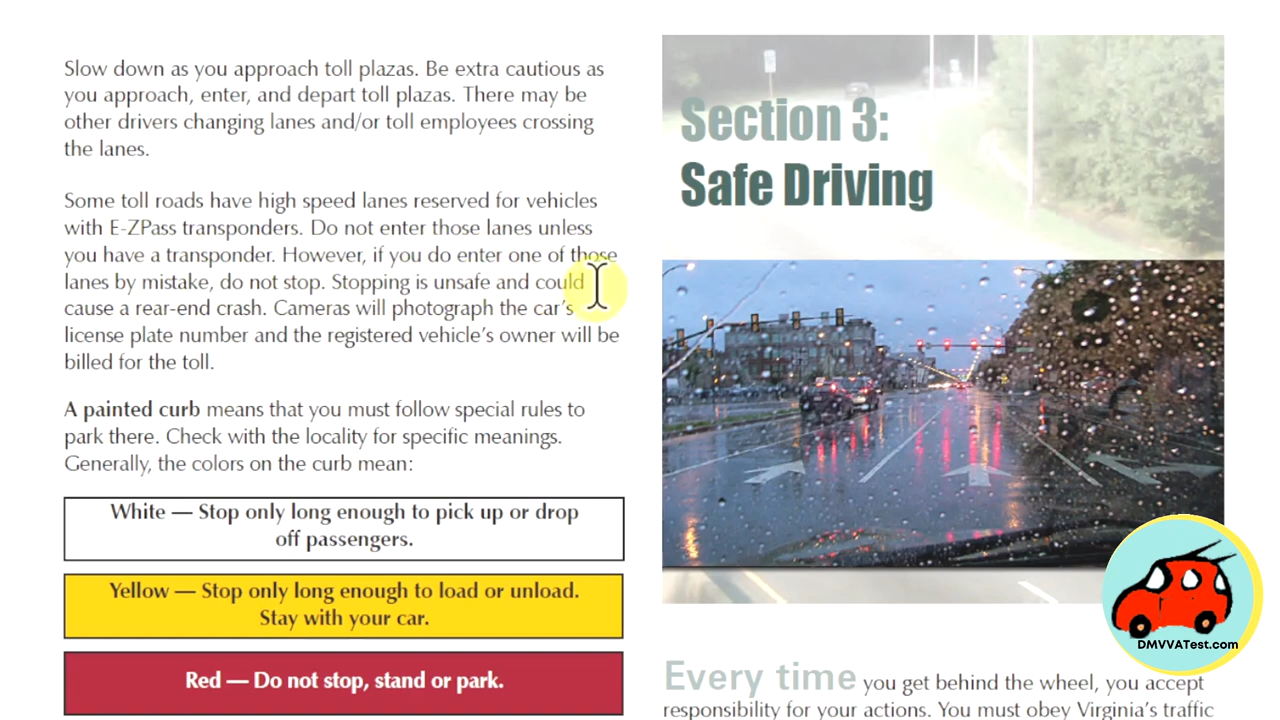 Slow down as you approach toll plazas. Be extra cautious as
you approach, enter, and depart toll plazas. There may be
other drivers changing lanes and/or toll employees crossing
the lanes.
Some toll roads have high speed lanes reserved for vehicles
with E-ZPass transponders. Do not enter those lanes unless
you have a transponder. However, if you do enter one of those
lanes by mistake, do not stop. Stopping is unsafe and could
cause a rear-end crash. Cameras will photograph the car's
license plate number and the registered vehicle's owner will be
billed for the toll.
A painted curb means that you must follow special rules to
park there. Check with the locality for specific meanings.
Generally, the colors on the curb mean:
White — Stop only long enough to pick up or drop
off passengers.
Yellow — Stop only long enough to load or unload.
Stay with your car.
Red — Do not stop, stand or park.
Section 3:
Safe Driving
Every time you get behind the wheel, you accept
responsibility for your actions. You must obey Virginia's traffic
DMVVATest.com